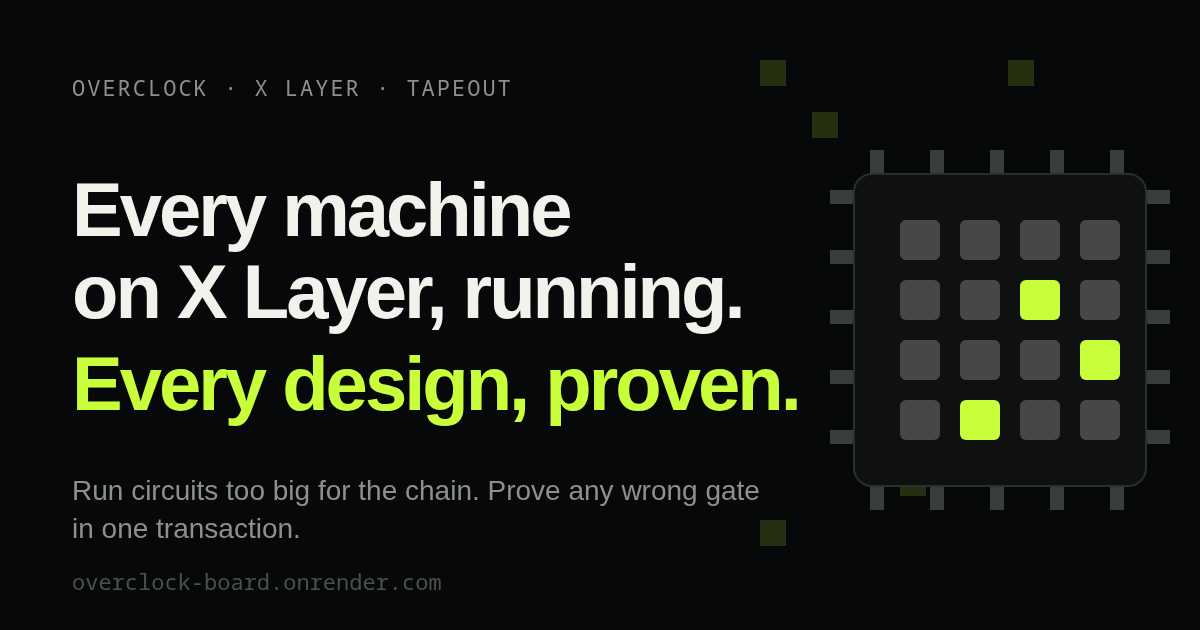 OVERCLOCK · X LAYER · TAPEOUT
Every machine
on X Layer, running.
Every design, proven.
Run circuits too big for the chain. Prove any wrong gate
in one transaction.
overclock-board.onrender.com